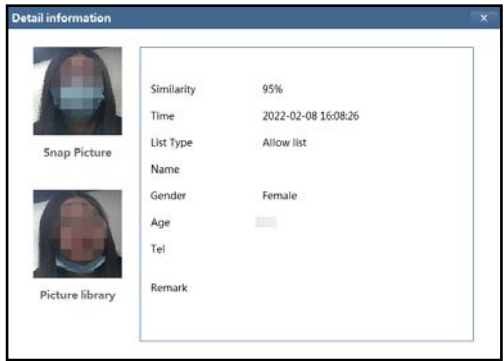 Detail information
X
Snap Picture
Picture library
Similarity 95%
Time 2022-02-08 16:08:26
List Type Allow list
Name
Gender Female
Age
Tel
Remark